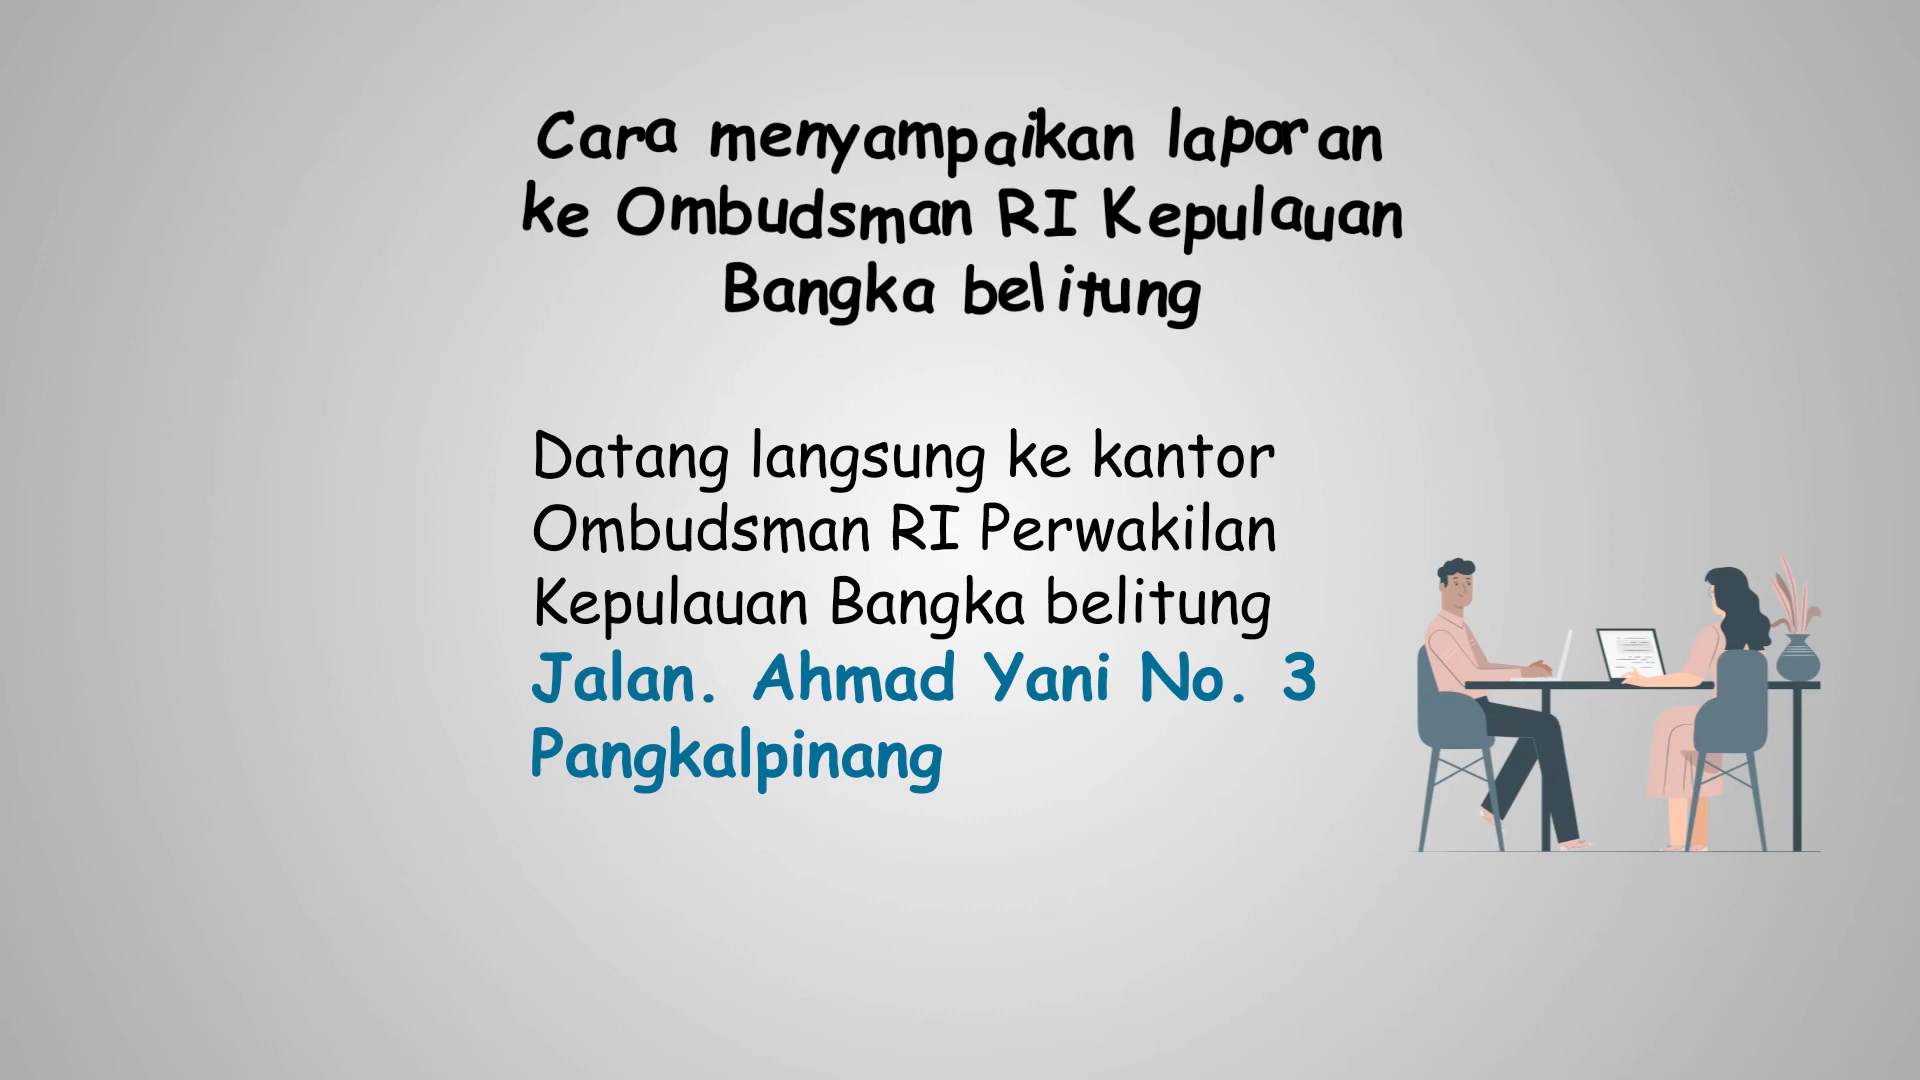 Cara menyampaikan laporan
ke Ombudsman RI Kepulauan
Bangka belitung
Datang langsung ke kantor
Ombudsman RI Perwakilan
Kepulauan Bangka belitung
Jalan. Ahmad Yani No. 3
Pangkalpinang